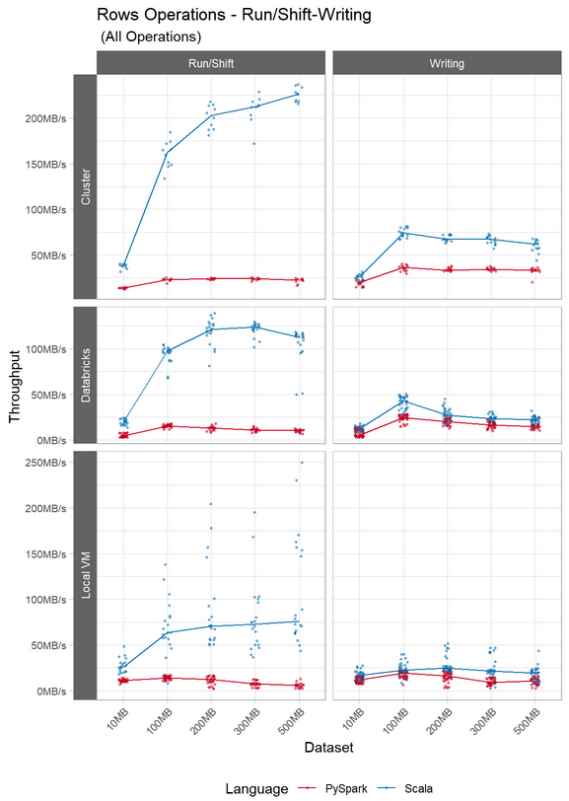 Rows Operations - Run/Shift-Writing
(All Operations)
Run/Shift
Writing
Cluster
200MB/s
150MB/s
100MB/s
50MB/s
Databricks
100MB/s
50MB/s
0MB/s
Local VM
250MB/s
200MB/s
150MB/s
100MB/s
50MB/s
0MB/s
Throughput
10MB
100MB
200MB
300MB
500MB
10MB
100MB
200MB
300MB
500MB
Dataset
Language PySpark Scala